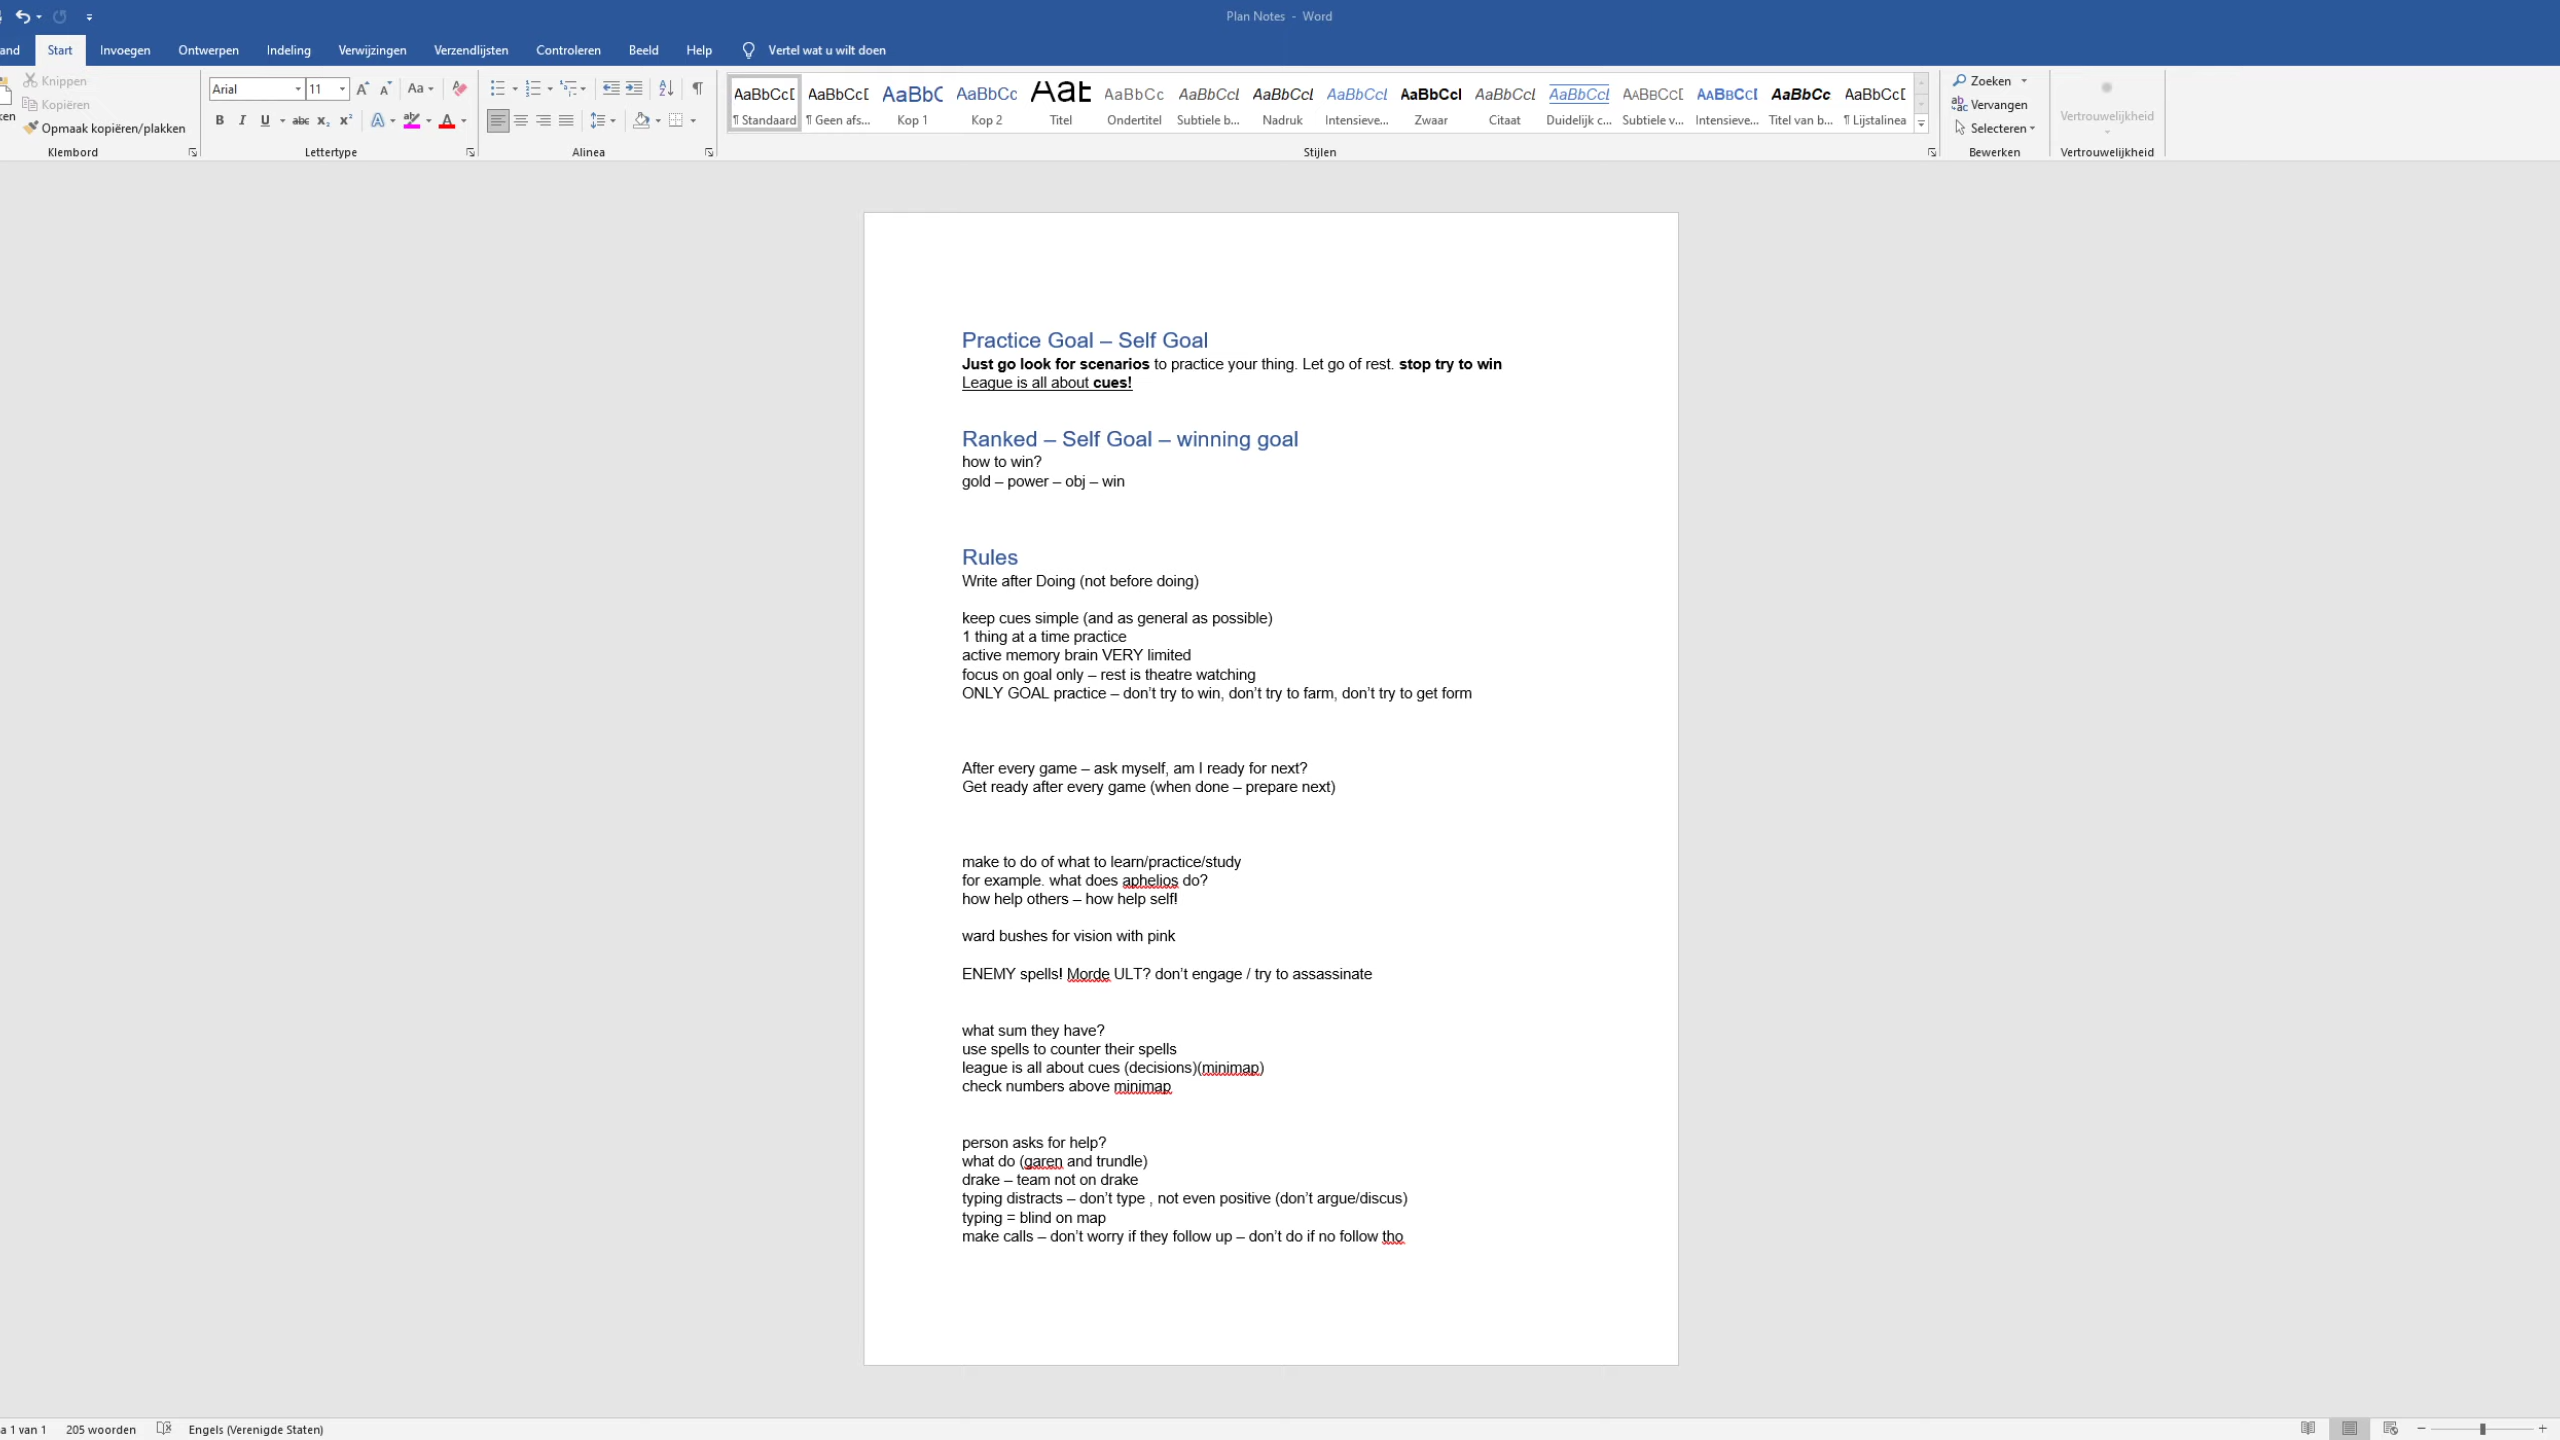 Plan Notes - Word
and Start Invoegen Ontwerpen Indeling Verwijzingen Verzendlijsten Controleren Beeld Help Vertel wat u wilt doen
Knippen
Kopiëren
ken
Opmaak kopiëren/plakken
Klembord
Arial 11
Lettertype
Alinea
AaBbCcD AaBbCcD AaBbC AaBbCc Aab AaBbCc AaBbCcL AaBbCcL AaBbCcL AaBbCcl AaBbCcL AaBbCcL AaBbCcD AaBbCcD AaBbCc AaBbCcD
¶ Standaard ¶ Geen afs... Kop 1 Kop 2 Titel Ondertitel Subtiele b... Nadruk Intensieve... Zwaar Citaat Duidelijk c... Subtiele v... Intensieve... Titel van b... ¶ Lijstalinea
Stijlen
Zoeken
Vervangen
Selecteren
Bewerken
Vertrouwelijkheid
Vertrouwelijkheid
Practice Goal – Self Goal
Just go look for scenarios to practice your thing. Let go of rest. stop try to win
League is all about cues!
Ranked – Self Goal – winning goal
how to win?
gold – power – obj – win
Rules
Write after Doing (not before doing)
keep cues simple (and as general as possible)
1 thing at a time practice
active memory brain VERY limited
focus on goal only – rest is theatre watching
ONLY GOAL practice – don’t try to win, don’t try to farm, don’t try to get form
After every game – ask myself, am I ready for next?
Get ready after every game (when done – prepare next)
make to do of what to learn/practice/study
for example. what does aphelios do?
how help others – how help self!
ward bushes for vision with pink
ENEMY spells! Morde ULT? don’t engage / try to assassinate
what sum they have?
use spells to counter their spells
league is all about cues (decisions)(minimap)
check numbers above minimap
person asks for help?
what do (garen and trundle)
drake – team not on drake
typing distracts – don’t type , not even positive (don’t argue/discus)
typing = blind on map
make calls – don’t worry if they follow up – don’t do if no follow tho
a 1 van 1 205 woorden Engels (Verenigde Staten)